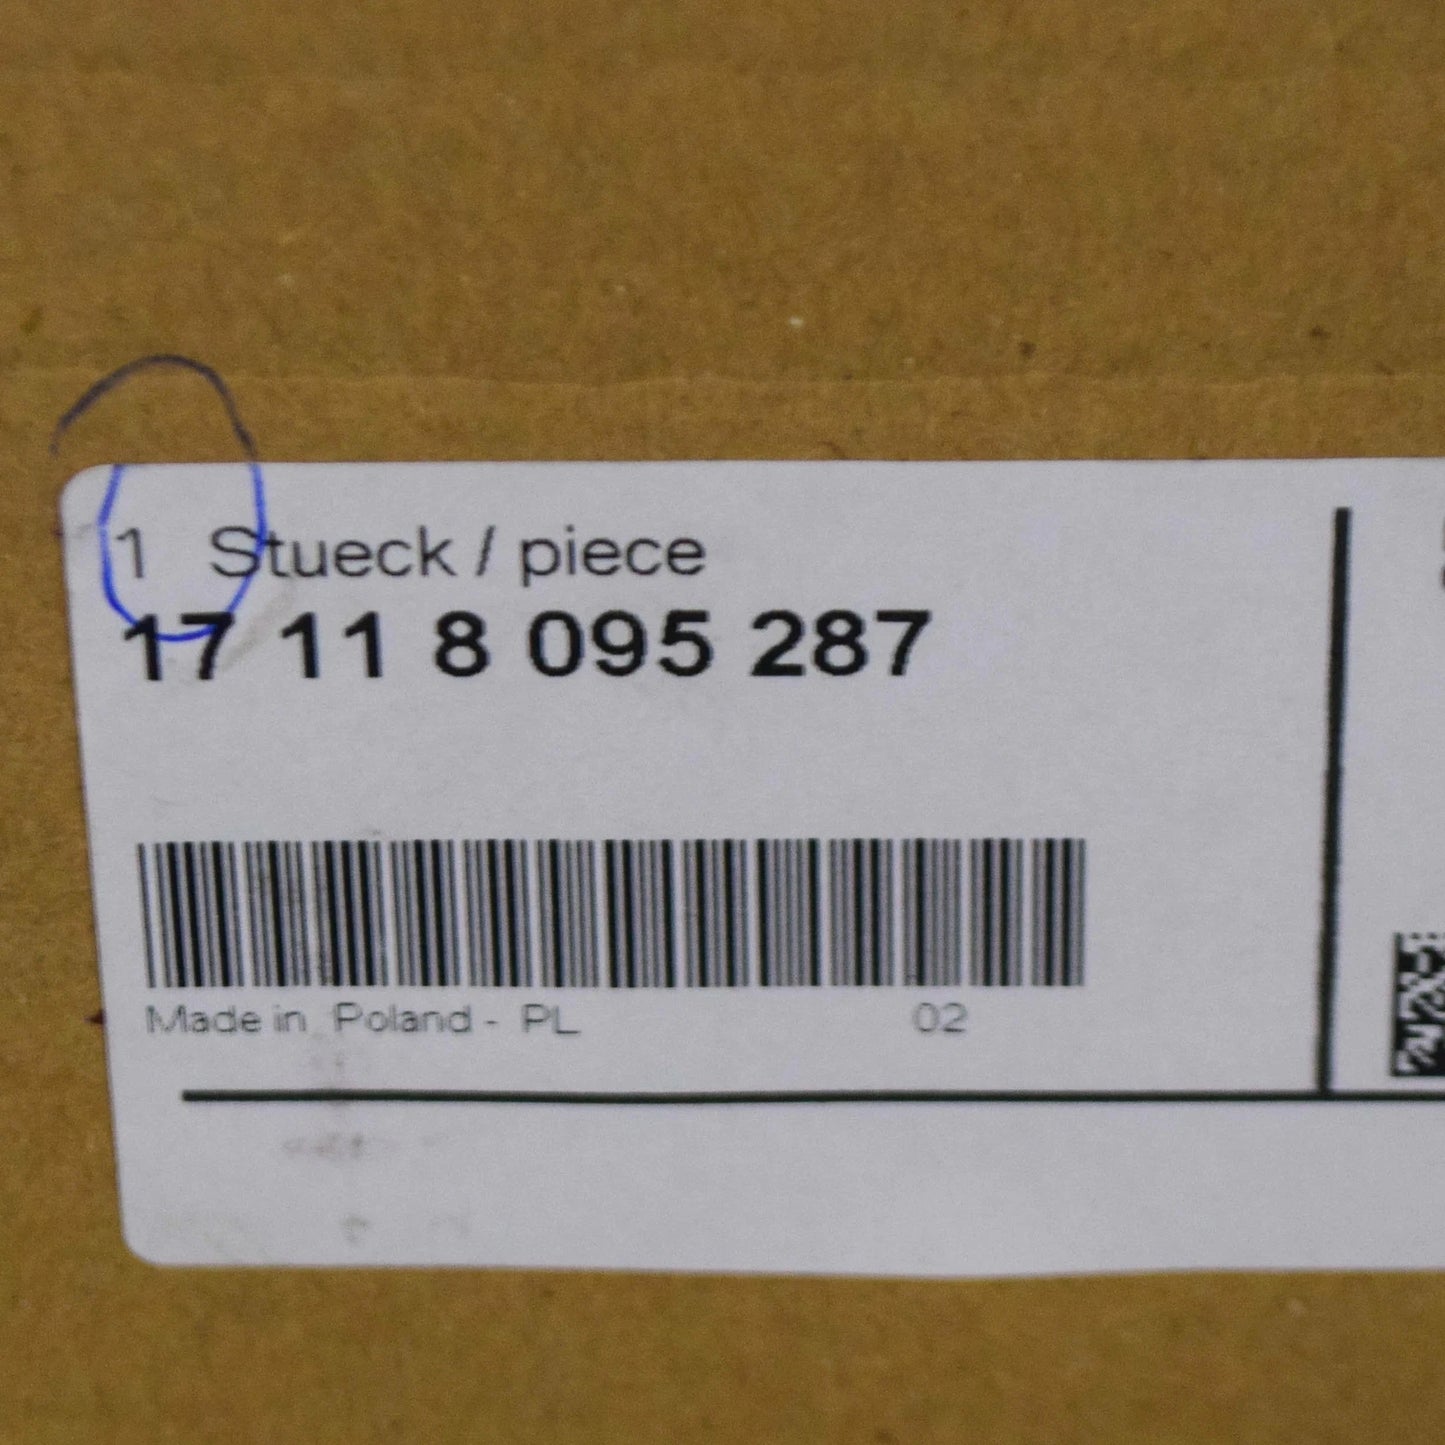 1 Stueck / piece
17 11 8 095 287
Made in Poland - PL 02